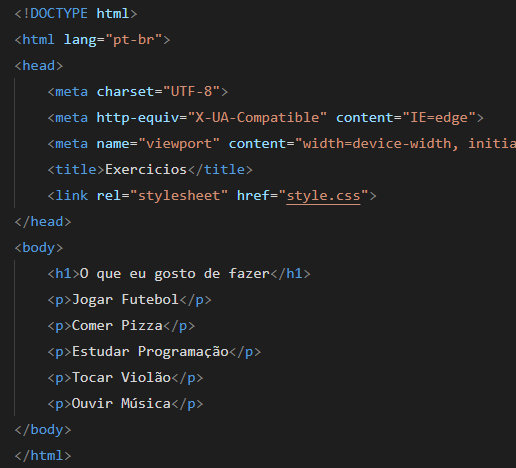 <!DOCTYPE html>
<html lang="pt-br">
<head>
<meta charset="UTF-8">
<meta http-equiv="X-UA-Compatible" content="IE=edge">
<meta name="viewport" content="width=device-width, initia
<title>Exercicios</title>
<link rel="stylesheet" href="style.css">
</head>
<body>
<h1>O que eu gosto de fazer</h1>
<p>Jogar Futebol</p>
<p>Comer Pizza</p>
<p>Estudar Programação</p>
<p>Tocar Violão</p>
<p>Ouvir Música</p>
</body>
</html>